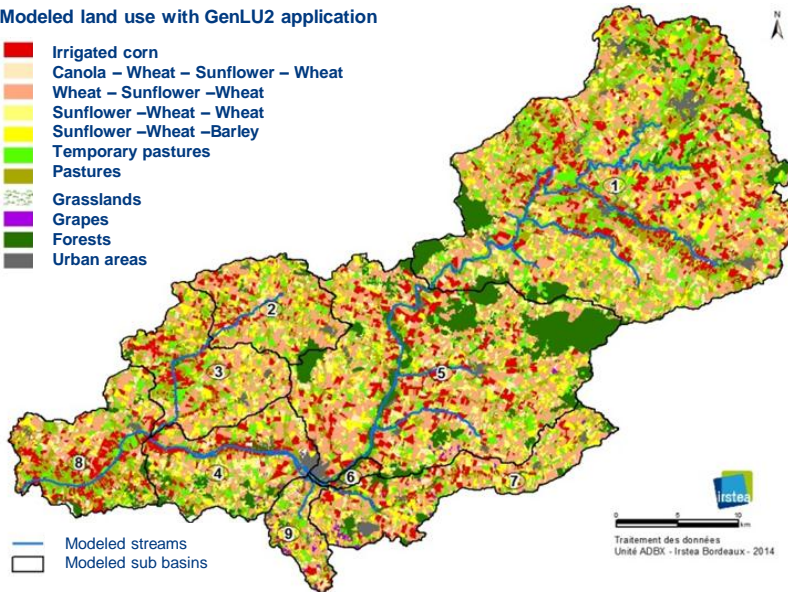 Modeled land use with GenLU2 application
N
Irrigated corn
Canola – Wheat – Sunflower – Wheat
Wheat – Sunflower –Wheat
Sunflower –Wheat – Wheat
Sunflower –Wheat –Barley
Temporary pastures
Pastures
Grasslands
Grapes
Forests
Urban areas
1
2
3
5
8
4
6
7
9
irstea
0 5 10
km
Traitement des données
Unité ADBX - Irstea Bordeaux - 2014
Modeled streams
Modeled sub basins